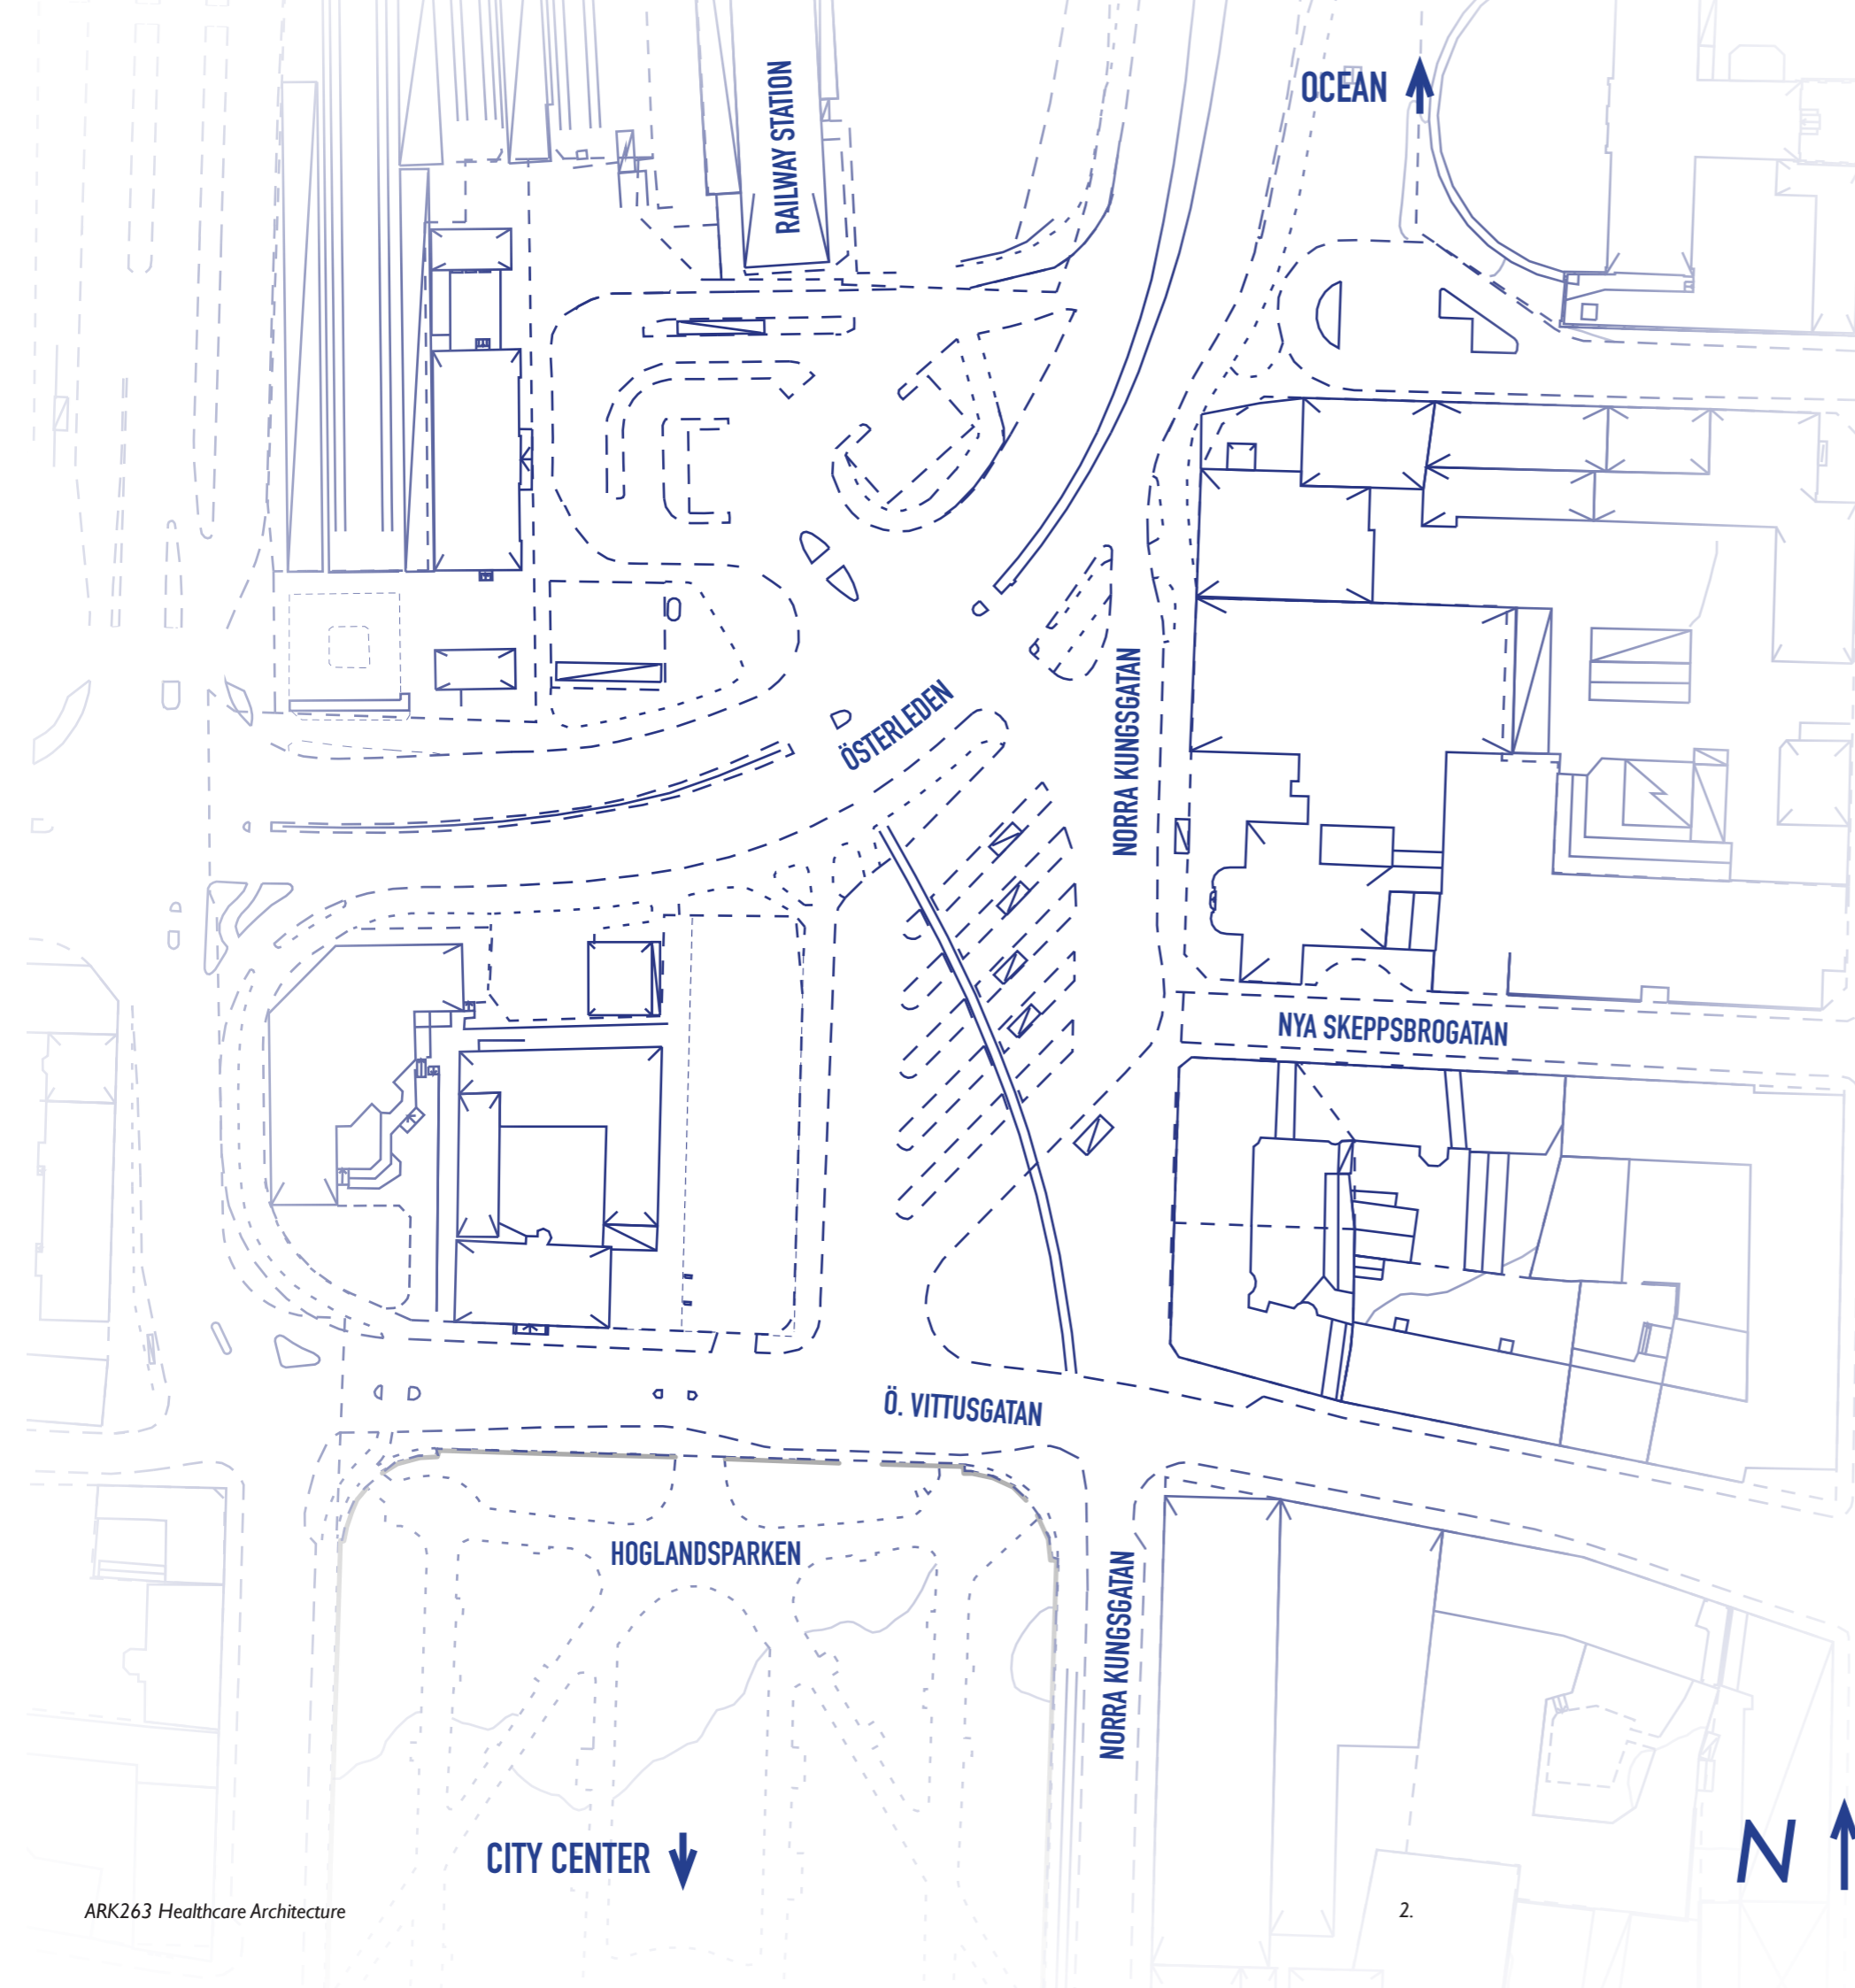 RAILWAY STATION
OCEAN
ÖSTERLEDEN
NORRA KUNGSGATAN
NYA SKEPPSBROGATAN
Ö. VITTUSGATAN
HOGLANDSPARKEN
NORRA KUNGSGATAN
CITY CENTER
N
ARK263 Healthcare Architecture
2.